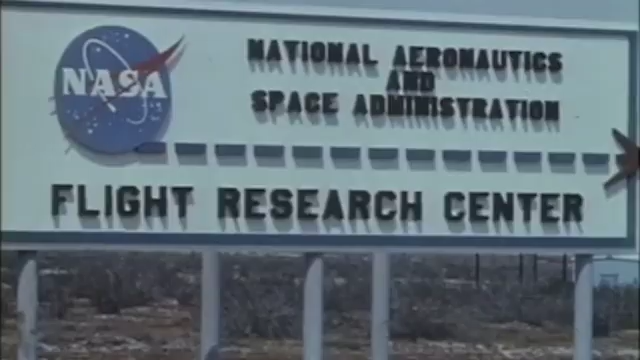 NASA
NATIONAL AERONAUTICS
AND
SPACE ADMINISTRATION
FLIGHT RESEARCH CENTER